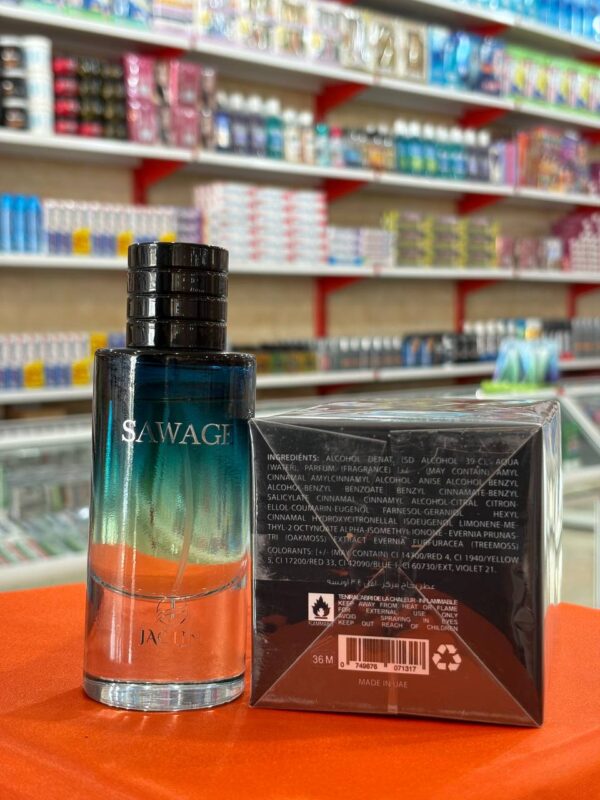 SAWAGE
INGREDIENTS: ALCOHOL DENAT. (SD ALCOHOL 39 C), AQUA
(WATER), PARFUM (FRAGRANCE) (MAY CONTAIN) AMYL
CINNAMAL AMYLCINNAMYL ALCOHOL ANISE ALCOHOL-BENZYL
ALCOHOL-BENZYL BENZOATE BENZYL CINNAMATE-BENZYL
SALICYLATE CINNAMAL CINNAMYL ALCOHOL-CITRAL CITRON-
ELLOL-COUMARIN-EUGENOL FARNESOL-GERANIOL- HEXYL
CINNAMAL HYDROXYCITRONELLAL ISOEUGENOL LIMONENE-ME-
THYL-2 OCTYNOATE ALPHA-ISOMETHYL IONONE - EVERNIA PRUNAS-
TRI (OAKMOSS) EXTRACT EVERNIA FURFURACEA (TREEMOSS)
COLORANTS: [+/- (MAY CONTAIN) CI 14700/RED 4, CI 1940/YELLOW
5, CI 17200/RED 33, CI 42090/BLUE-1, CI 60730/EXT, VIOLET 21.
FLAMMABLE
KEEP AWAY FROM HEAT OR FLAME
FOR EXTERNAL USE ONLY
AVOID SPRAYING IN EYES
KEEP OUT REACH OF CHILDREN
36 M
0 749876 071317
MADE IN UAE